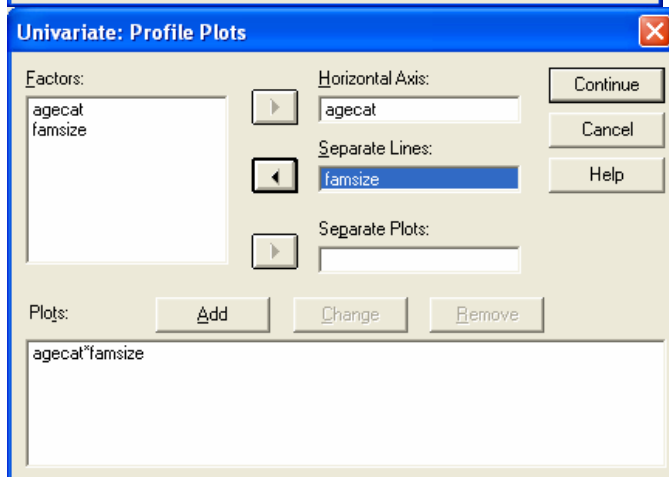 Univariate: Profile Plots
Factors:
agecat
famsize
Horizontal Axis:
agecat
Separate Lines:
famsize
Separate Plots:
Continue
Cancel
Help
Plots:
Add
Change
Remove
agecat*famsize